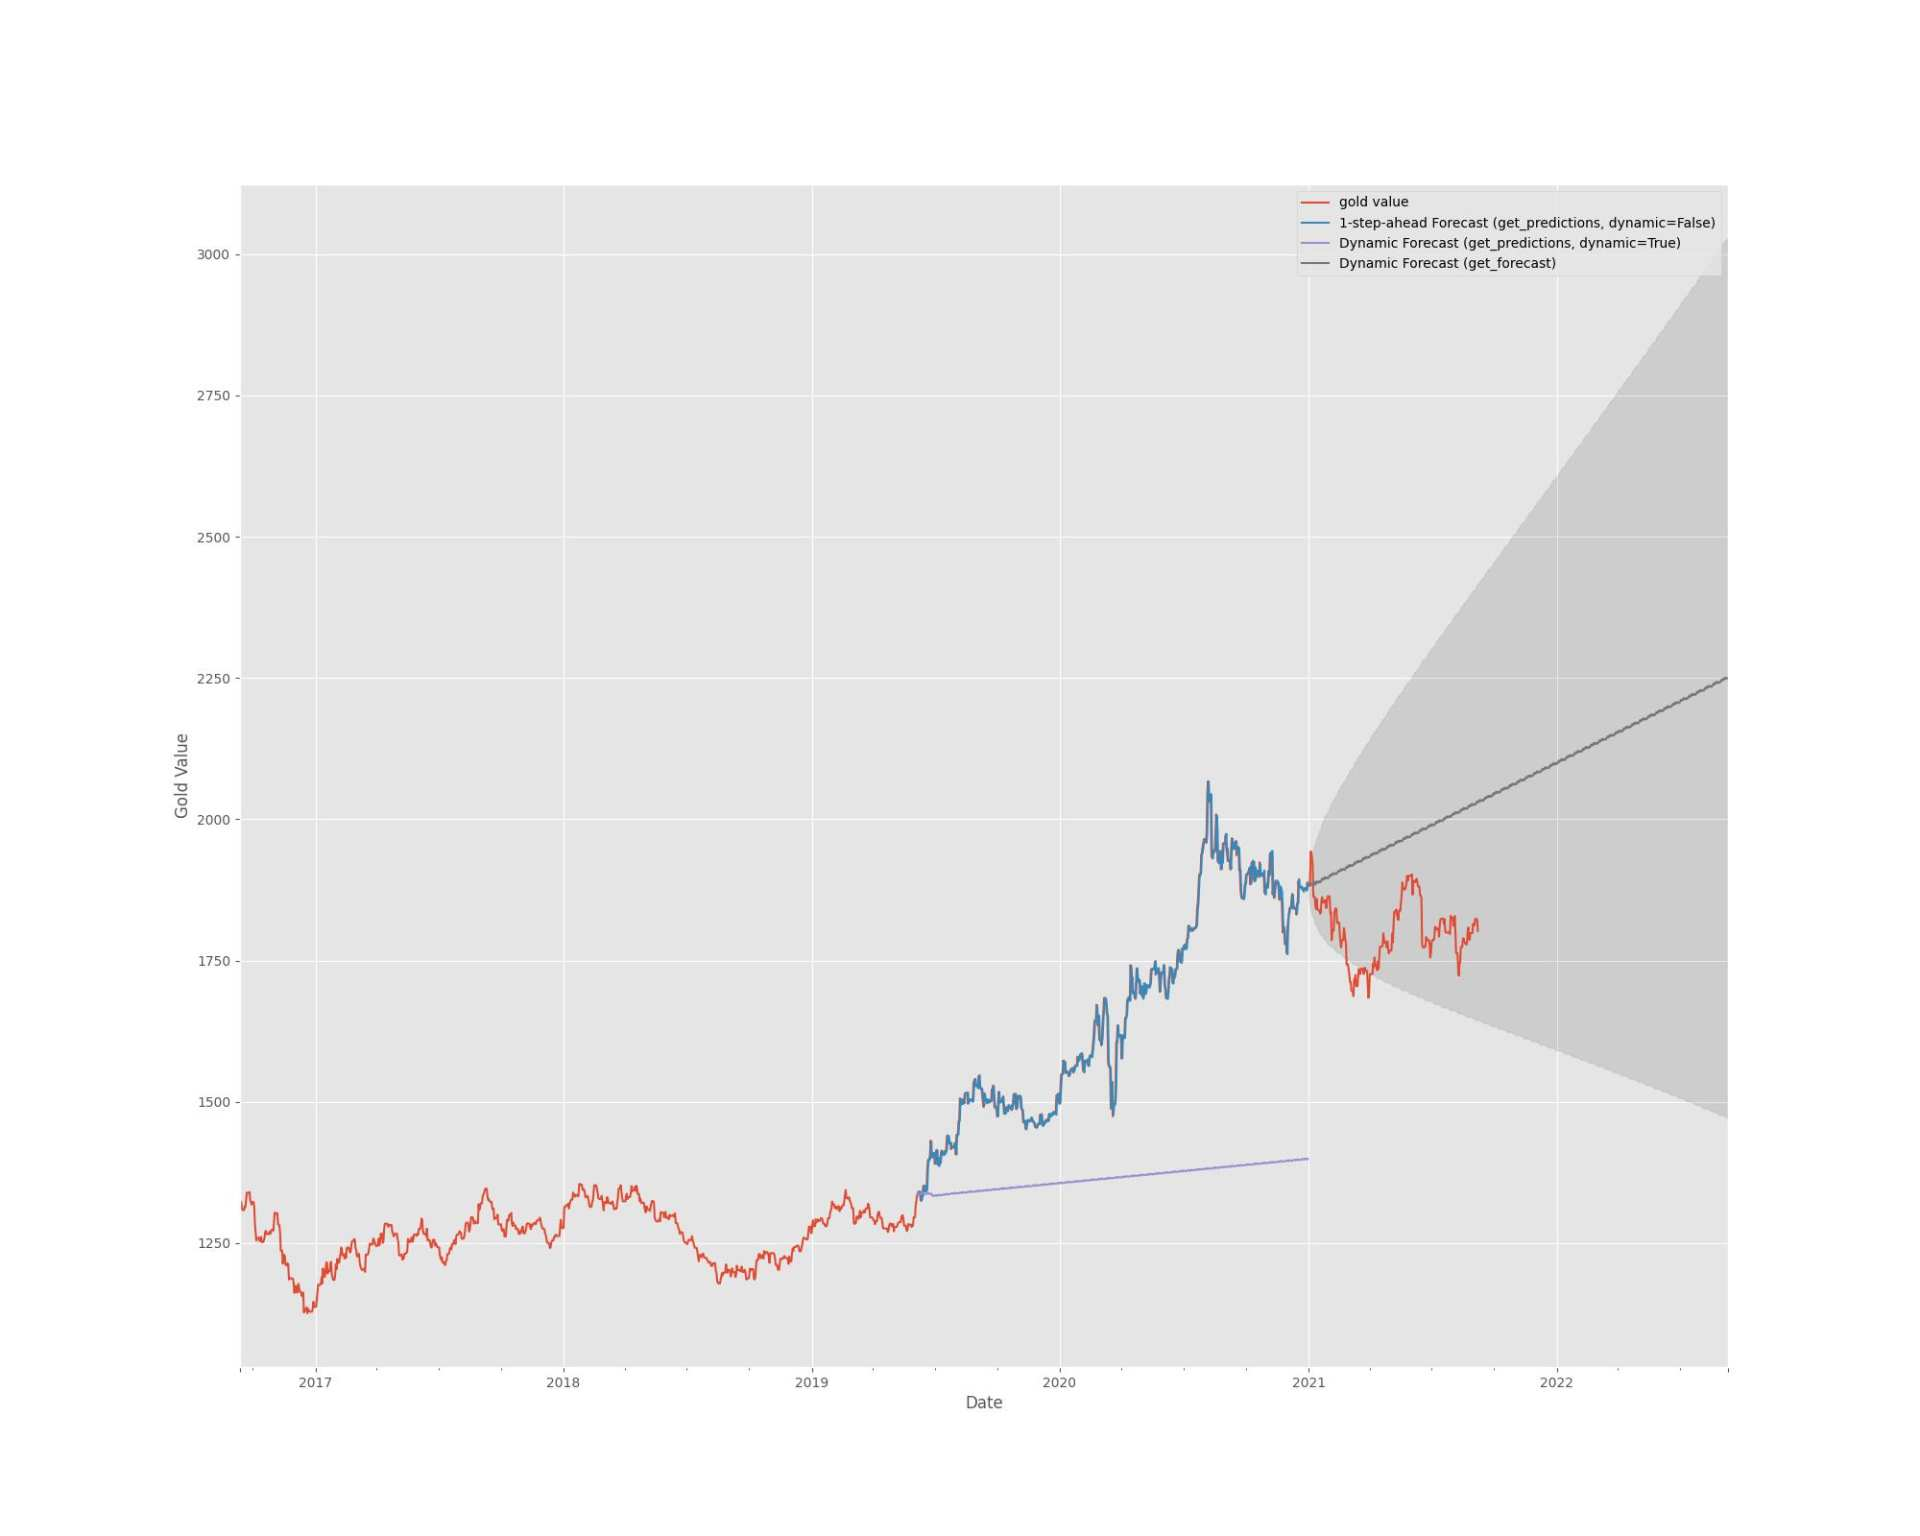 gold value
1-step-ahead Forecast (get_predictions, dynamic=False)
Dynamic Forecast (get_predictions, dynamic=True)
Dynamic Forecast (get_forecast)
3000
2750
2500
2250
2000
1750
1500
1250
Gold Value
2017 2018 2019 2020 2021 2022
Date